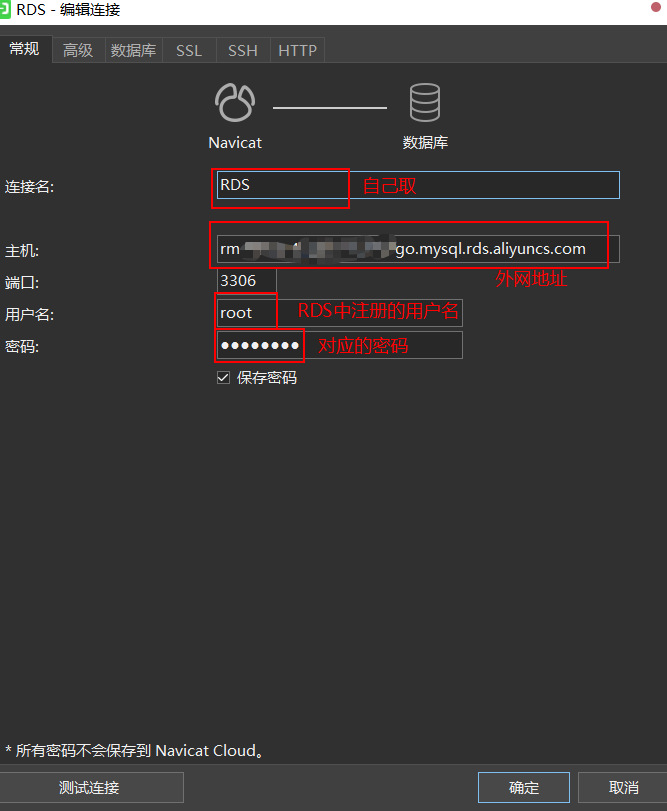 RDS - 编辑连接
常规 高级 数据库 SSL SSH HTTP
Navicat 数据库
连接名: RDS 自己取
主机: rm go.mysql.rds.aliyuncs.com
外网地址
端口: 3306
用户名: root RDS中注册的用户名
密码: ●●●●●●●● 对应的密码
保存密码
* 所有密码不会保存到 Navicat Cloud。
测试连接 确定 取消